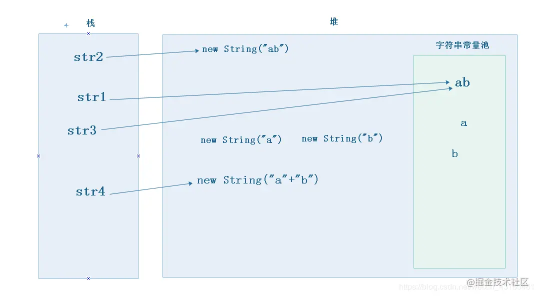 栈
堆
str2
new String("ab")
字符串常量池
str1
ab
str3
a
new String("a")
new String("b")
b
str4
new String("a"+"b")
@掘金技术社区